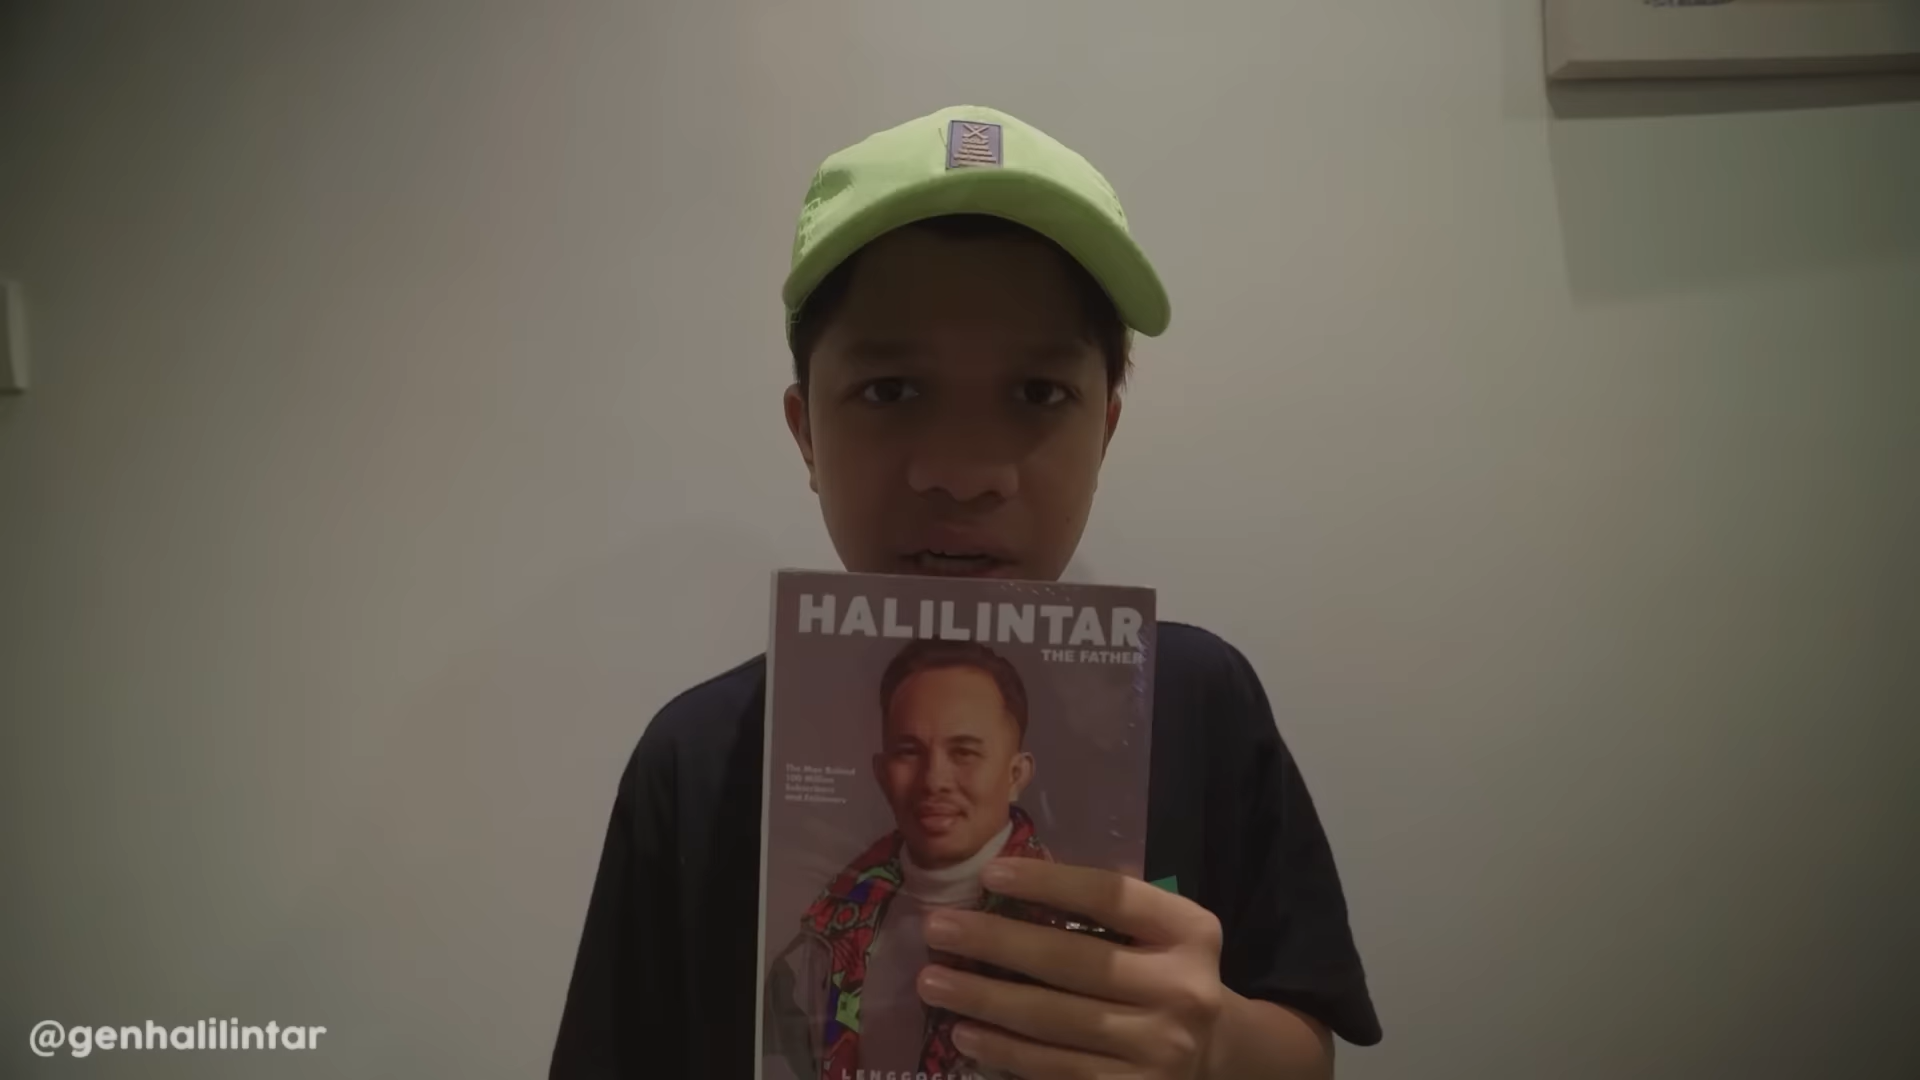 HALILINTAR
THE FATHER
The Man Behind
100 Million
Subscribers
and Followers
@genhalilintar